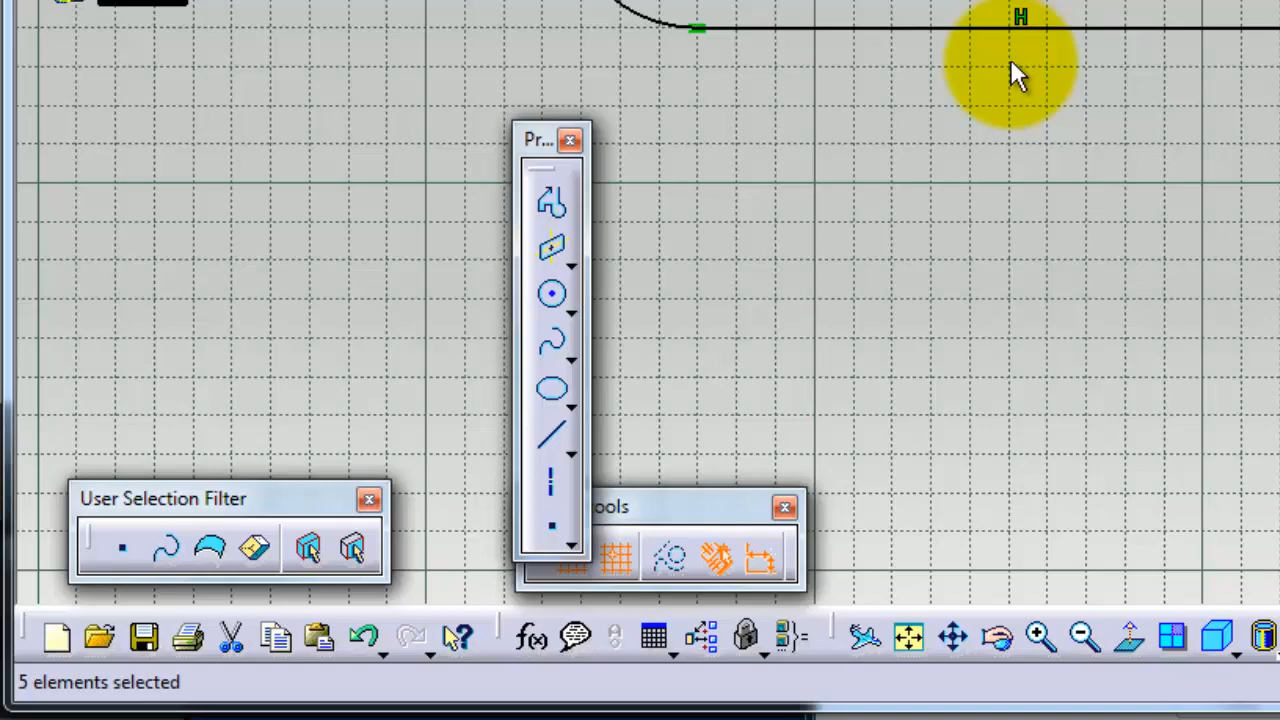 H
Pr...
User Selection Filter
ools
f(x)
5 elements selected